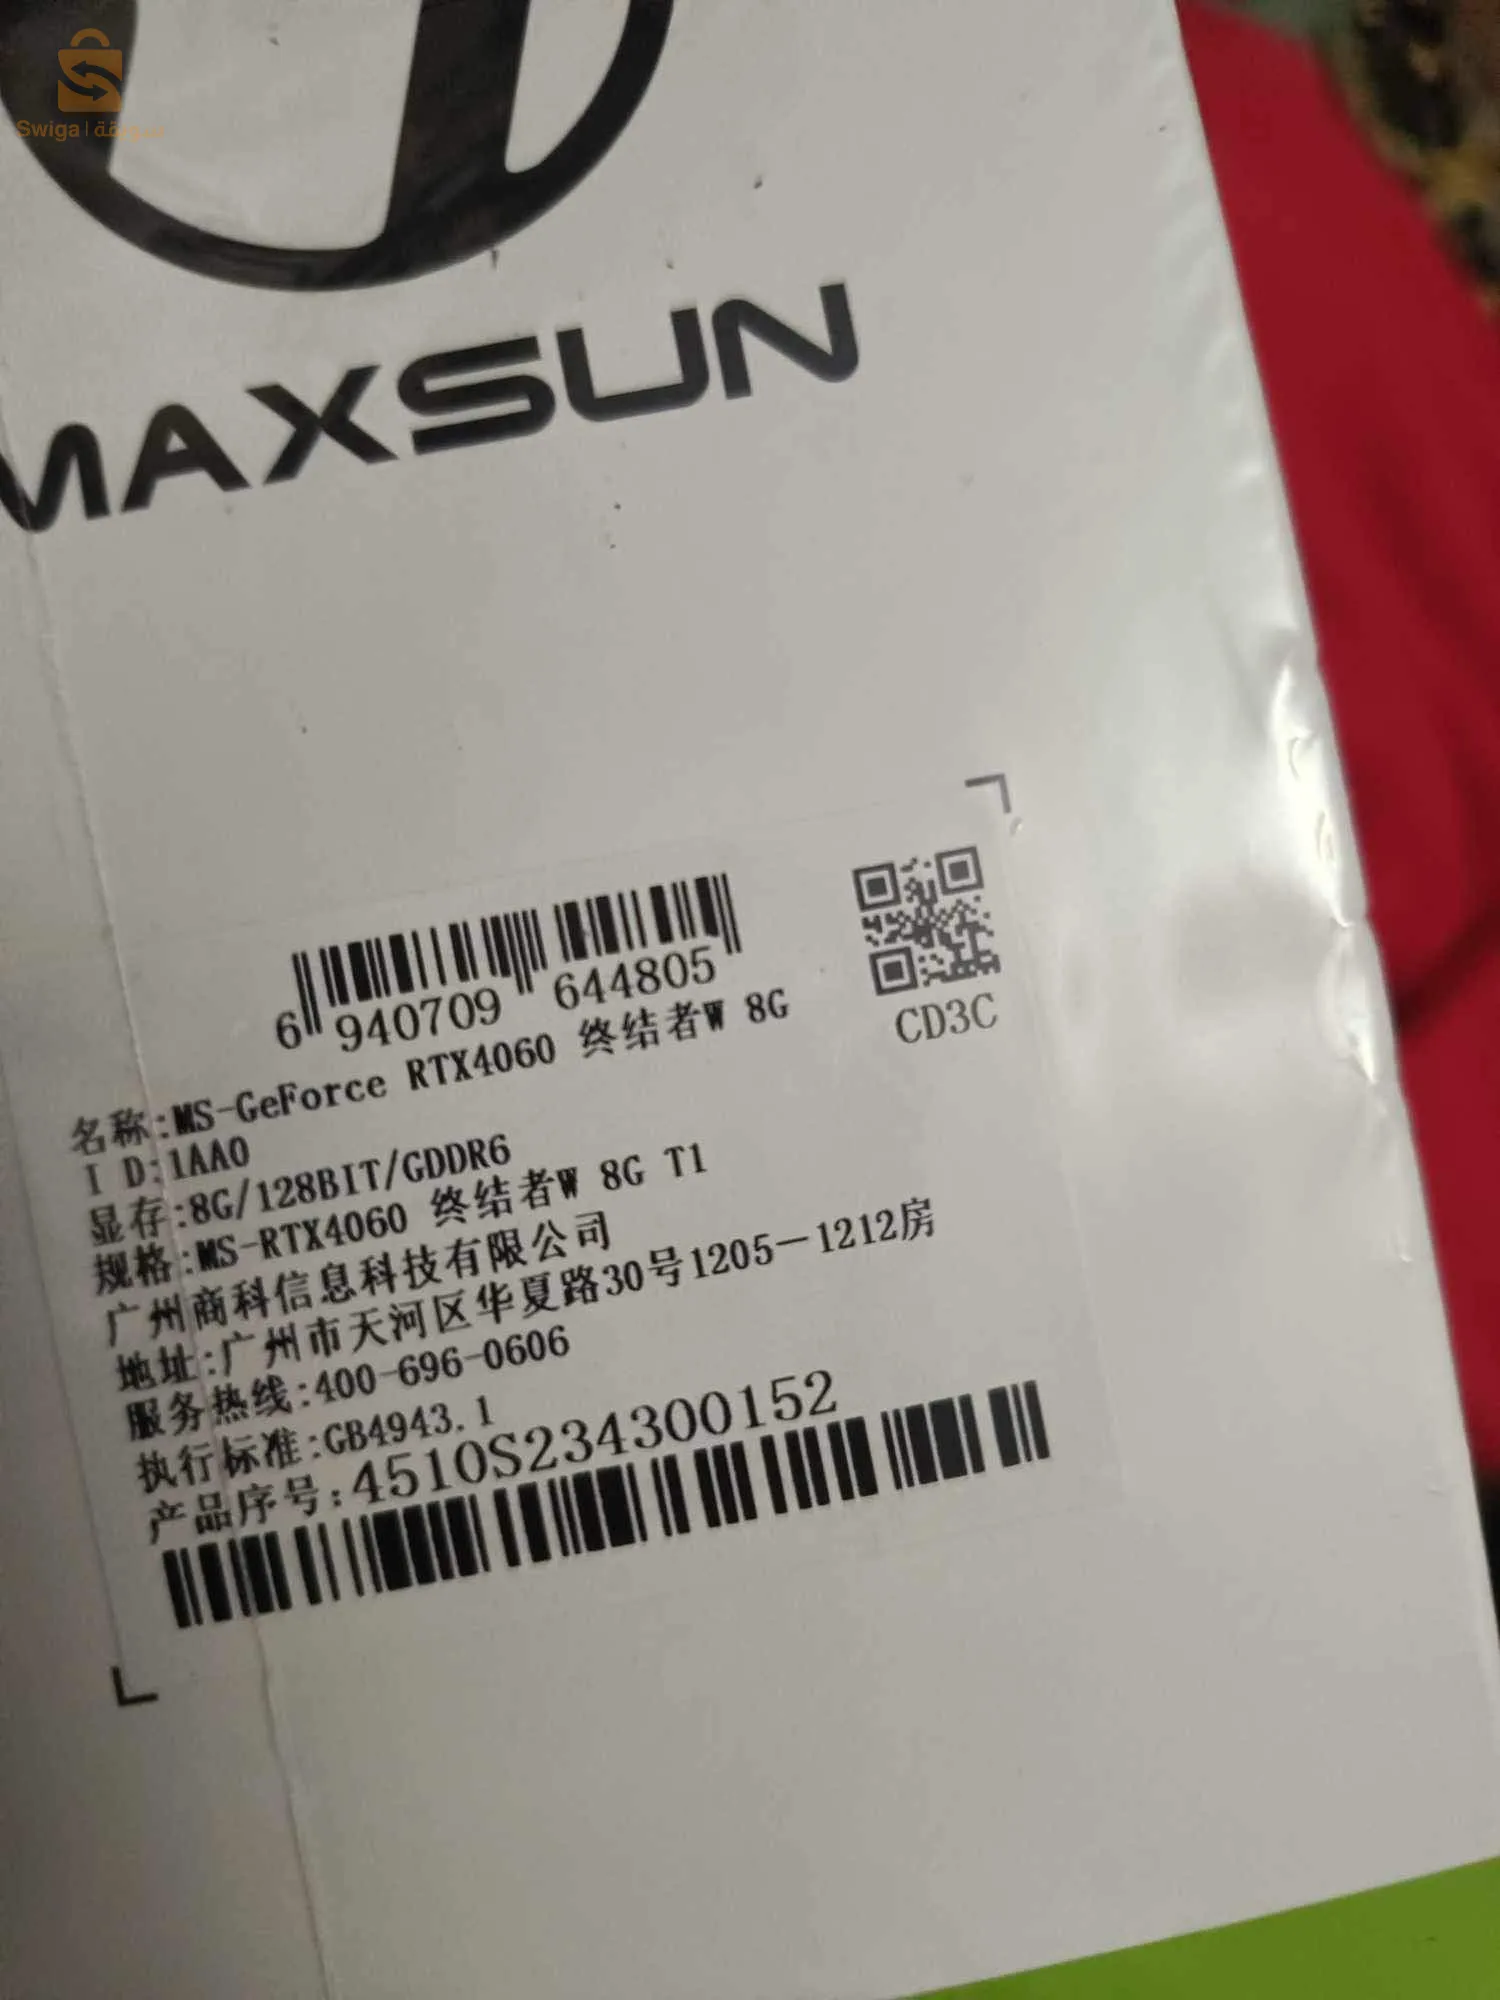 Swiga | سويقة
MAXSUN
6 940709 644805
CD3C
名称:MS-GeForce RTX4060 终结者W 8G
I D:1AA0
显存:8G/128BIT/GDDR6
规格:MS-RTX4060 终结者W 8G T1
广州商科信息科技有限公司
地址:广州市天河区华夏路30号1205-1212房
服务热线:400-696-0606
执行标准:GB4943.1
产品序号:4510S234300152